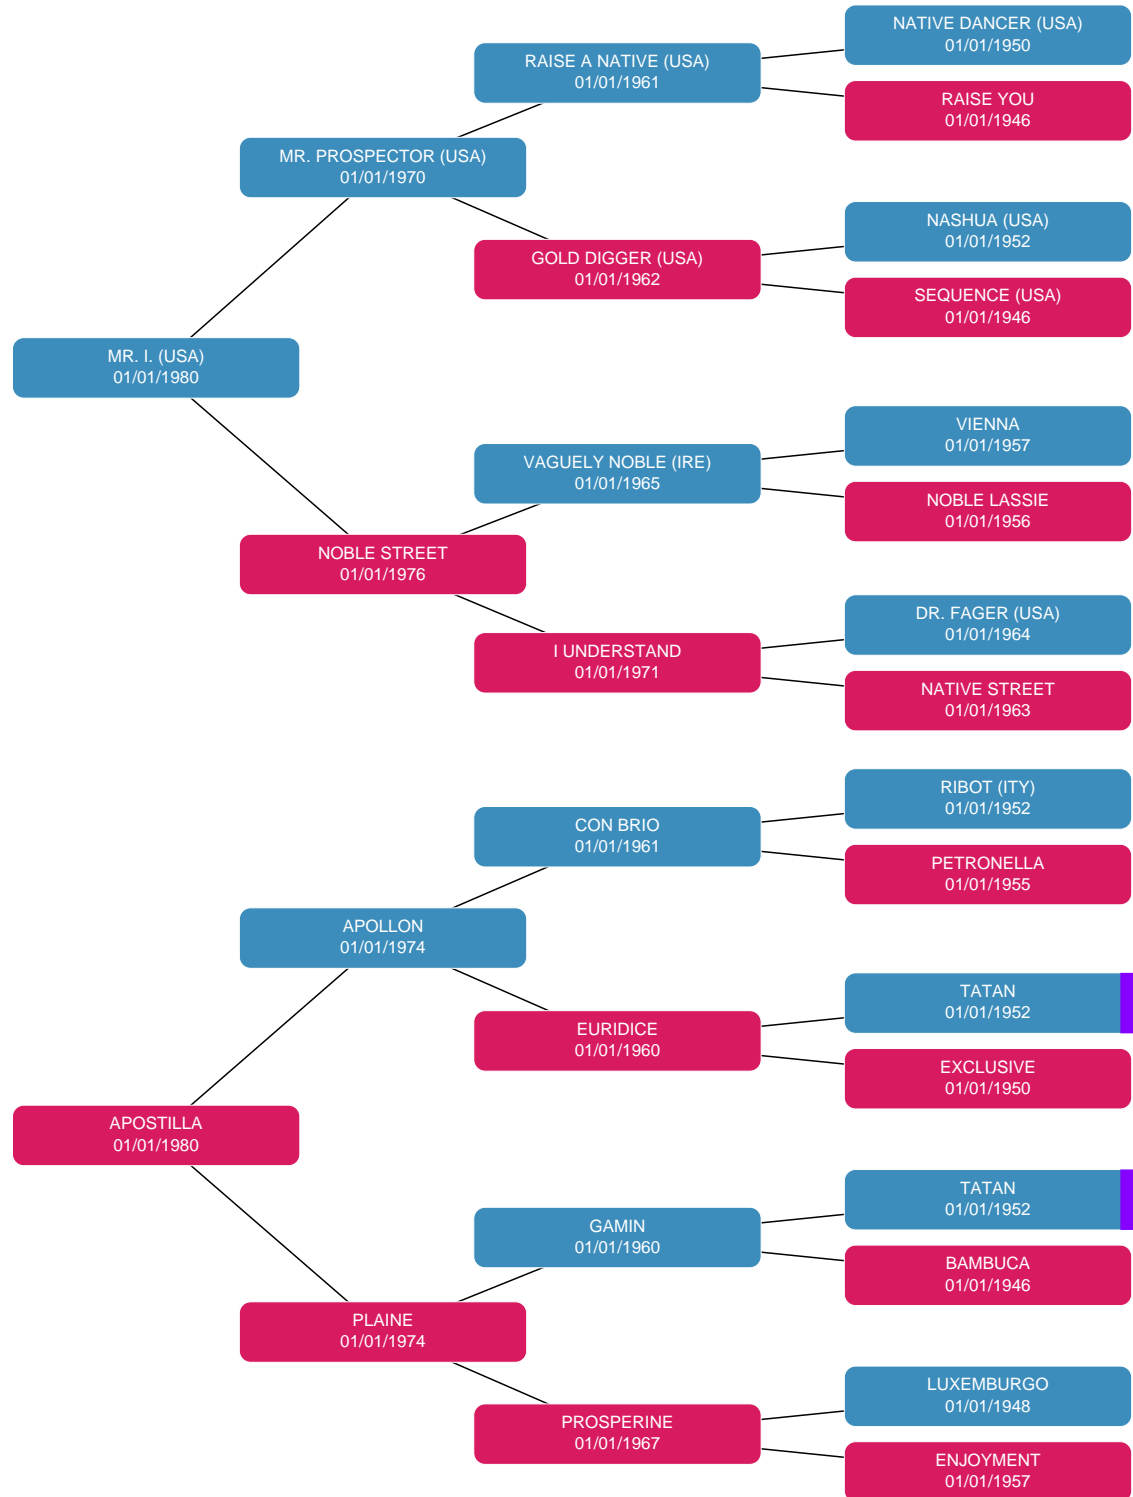 NATIVE DANCER (USA)
01/01/1950
RAISE A NATIVE (USA)
01/01/1961
RAISE YOU
01/01/1946
MR. PROSPECTOR (USA)
01/01/1970
NASHUA (USA)
01/01/1952
GOLD DIGGER (USA)
01/01/1962
SEQUENCE (USA)
01/01/1946
MR. I. (USA)
01/01/1980
VIENNA
01/01/1957
VAGUELY NOBLE (IRE)
01/01/1965
NOBLE LASSIE
01/01/1956
NOBLE STREET
01/01/1976
DR. FAGER (USA)
01/01/1964
I UNDERSTAND
01/01/1971
NATIVE STREET
01/01/1963
RIBOT (ITY)
01/01/1952
CON BRIO
01/01/1961
PETRONELLA
01/01/1955
APOLLON
01/01/1974
TATAN
01/01/1952
EURIDICE
01/01/1960
EXCLUSIVE
01/01/1950
APOSTILLA
01/01/1980
TATAN
01/01/1952
GAMIN
01/01/1960
BAMBUCA
01/01/1946
PLAINE
01/01/1974
LUXEMBURGO
01/01/1948
PROSPERINE
01/01/1967
ENJOYMENT
01/01/1957